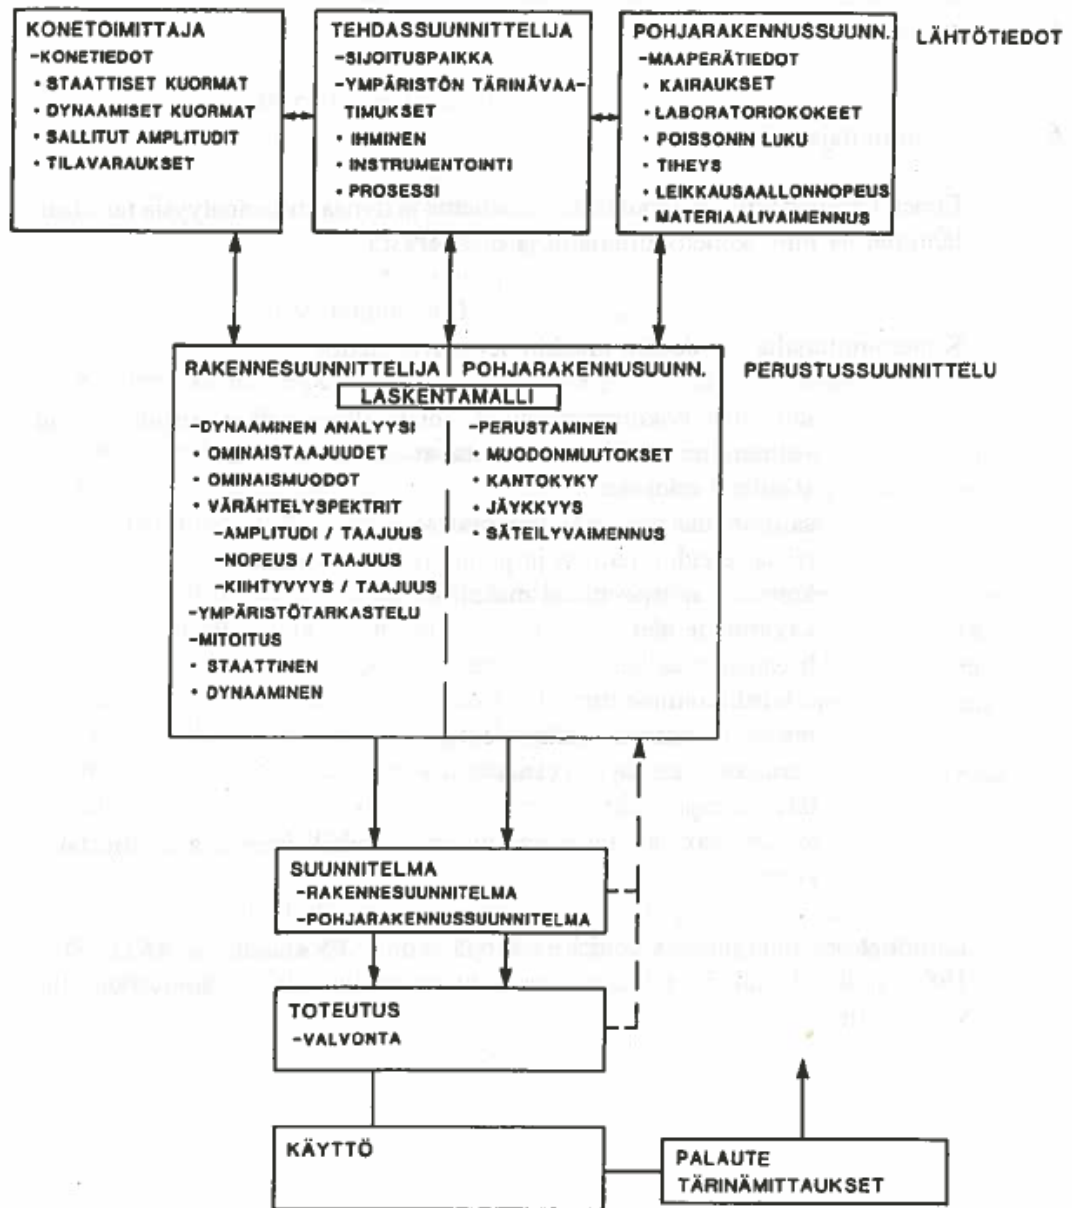 KONETOIMITTAJA
-KONETIEDOT
• STAATTISET KUORMAT
• DYNAAMISET KUORMAT
• SALLITUT AMPLITUDIT
• TILAVARAUKSET
TEHDASSUUNNITTELIJA
-SIJOITUSPAIKKA
-YMPÄRISTÖN TÄRINÄVAA-
TIMUKSET
• IHMINEN
• INSTRUMENTOINTI
• PROSESSI
POHJARAKENNUSSUUNN.
-MAAPERÄTIEDOT
• KAIRAUKSET
• LABORATORIOKOKEET
• POISSONIN LUKU
• TIHEYS
• LEIKKAUSAALLONNOPEUS
• MATERIAALIVAIMENNUS
LÄHTÖTIEDOT
RAKENNESUUNNITTELIJA
POHJARAKENNUSUUNN.
PERUSTUSSUUNNITTELU
LASKENTAMALLI
-DYNAAMINEN ANALYYSI
• OMINAISTAAJUUDET
• OMINAISMUODOT
• VÄRÄHTELYSPEKTRIT
-AMPLITUDI / TAAJUUS
-NOPEUS / TAAJUUS
-KIIHTYVYYS / TAAJUUS
-YMPÄRISTÖTARKASTELU
-MITOITUS
• STAATTINEN
• DYNAAMINEN
-PERUSTAMINEN
• MUODONMUUTOKSET
• KANTOKYKY
• JÄYKKYYS
• SÄTEILYVAIMENNUS
SUUNNITELMA
-RAKENNESUUNNITELMA
-POHJARAKENNUSSUUNNITELMA
TOTEUTUS
-VALVONTA
KÄYTTÖ
PALAUTE
TÄRINÄMITTAUKSET